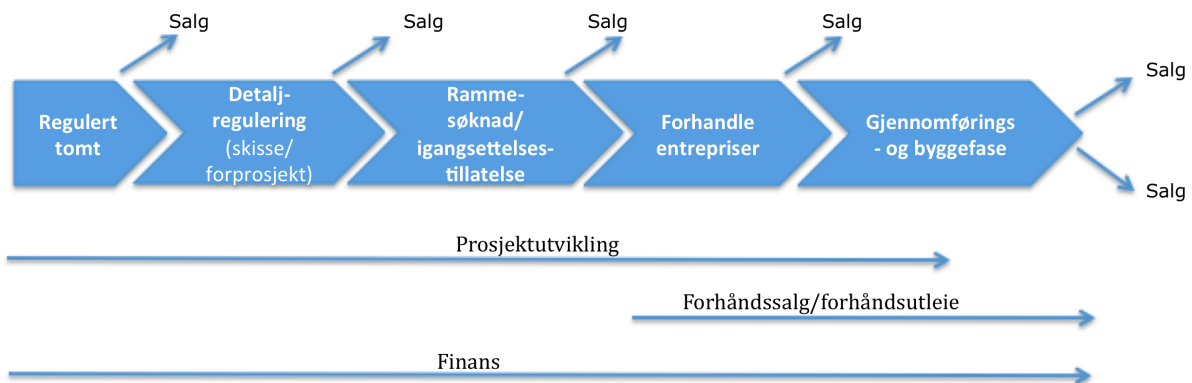 Salg
Salg
Salg
Salg
Salg
Salg
Regulert
tomt
Detalj-
regulering
(skisse/
forprosjekt)
Ramme-
søknad/
igangsettelses-
tillatelse
Forhandle
entrepriser
Gjennomførings
- og byggefase
Prosjektutvikling
Forhåndssalg/forhåndsutleie
Finans